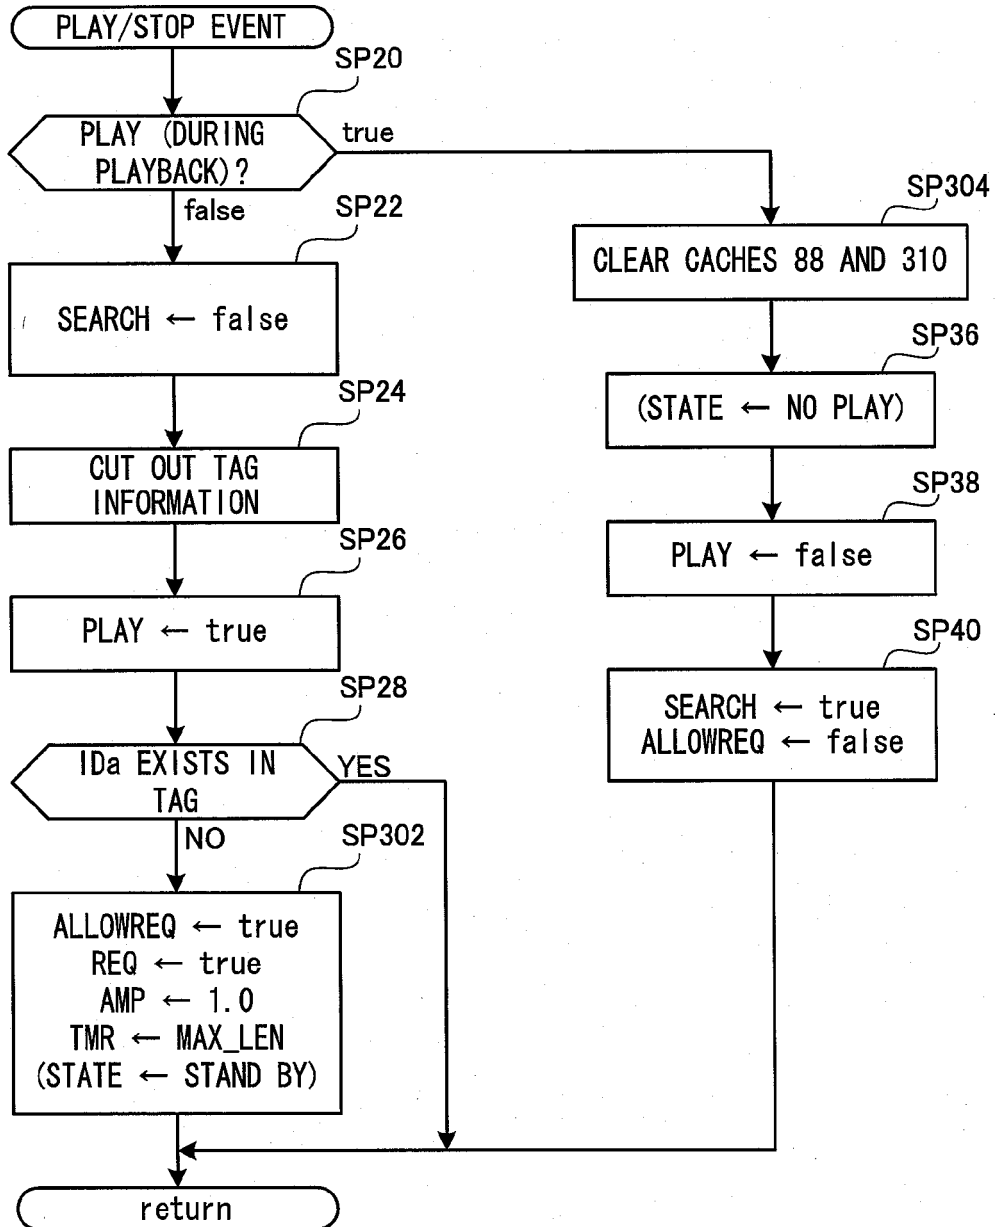 PLAY/STOP EVENT
SP20
PLAY (DURING
PLAYBACK)?
true
false
SP22
SEARCH ← false
SP24
CUT OUT TAG
INFORMATION
SP26
PLAY ← true
SP28
IDa EXISTS IN
TAG
YES
NO
SP302
ALLOWREQ ← true
REQ ← true
AMP ← 1.0
TMR ← MAX_LEN
(STATE ← STAND BY)
SP304
CLEAR CACHES 88 AND 310
SP36
(STATE ← NO PLAY)
SP38
PLAY ← false
SP40
SEARCH ← true
ALLOWREQ ← false
return